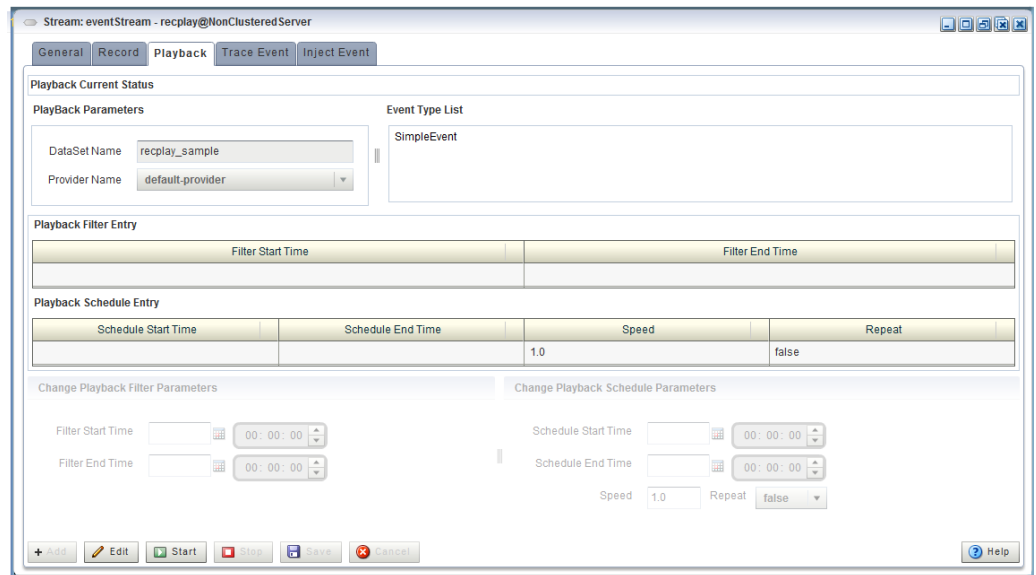 Stream: eventStream - recplay@NonClusteredServer
General Record Playback Trace Event Inject Event
Playback Current Status
PlayBack Parameters
Event Type List
DataSet Name recplay_sample
SimpleEvent
Provider Name default-provider
Playback Filter Entry
Filter Start Time Filter End Time
Playback Schedule Entry
Schedule Start Time Schedule End Time Speed Repeat
1.0 false
Change Playback Filter Parameters
Change Playback Schedule Parameters
Filter Start Time 00: 00: 00
Schedule Start Time 00: 00: 00
Filter End Time 00: 00: 00
Schedule End Time 00: 00: 00
Speed 1.0 Repeat false
Add Edit Start Stop Save Cancel Help